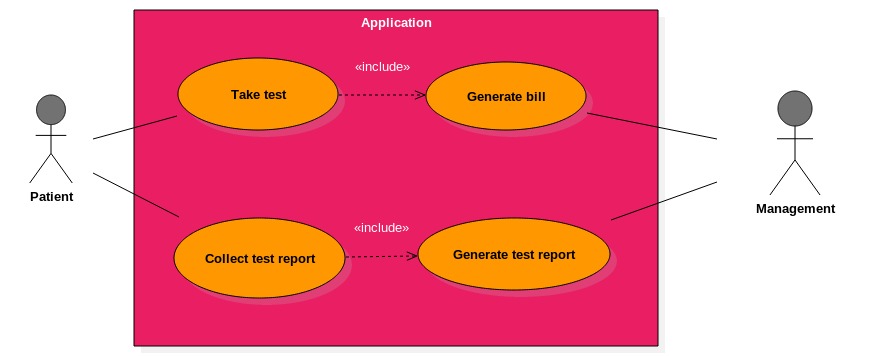 Application
«include»
Take test
Generate bill
Patient
Management
«include»
Collect test report
Generate test report